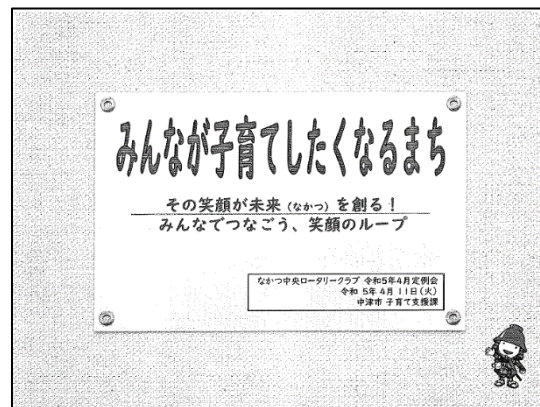 みんなが子育てしたくなるまち
その笑顔が未来（なかつ）を創る！
みんなでつなごう、笑顔のループ
なかつ中央ロータリークラブ 令和5年4月定例会
令和 5年 4月 11日(火)
中津市 子育て支援課